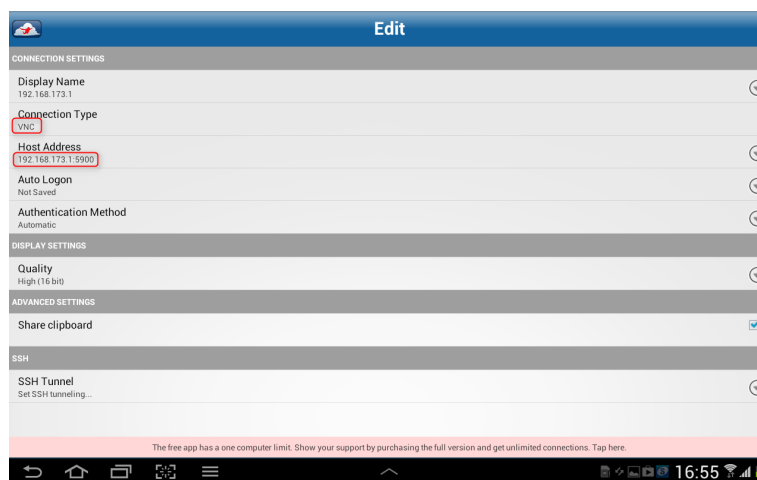 Edit
CONNECTION SETTINGS
Display Name
192.168.173.1
Connection Type
VNC
Host Address
192.168.173.1:5900
Auto Logon
Not Saved
Authentication Method
Automatic
DISPLAY SETTINGS
Quality
High (16 bit)
ADVANCED SETTINGS
Share clipboard
SSH
SSH Tunnel
Set SSH tunneling...
The free app has a one computer limit. Show your support by purchasing the full version and get unlimited connections. Tap here.
16:55